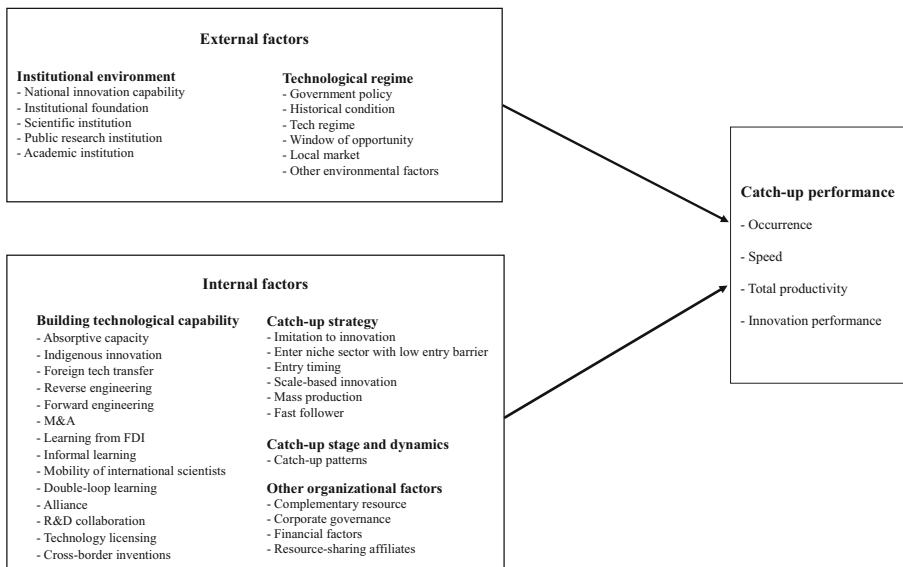 External factors
Institutional environment
- National innovation capability
- Institutional foundation
- Scientific institution
- Public research institution
- Academic institution
Technological regime
- Government policy
- Historical condition
- Tech regime
- Window of opportunity
- Local market
- Other environmental factors
Internal factors
Building technological capability
- Absorptive capacity
- Indigenous innovation
- Foreign tech transfer
- Reverse engineering
- Forward engineering
- M&A
- Learning from FDI
- Informal learning
- Mobility of international scientists
- Double-loop learning
- Alliance
- R&D collaboration
- Technology licensing
- Cross-border inventions
Catch-up strategy
- Imitation to innovation
- Enter niche sector with low entry barrier
- Entry timing
- Scale-based innovation
- Mass production
- Fast follower
Catch-up stage and dynamics
- Catch-up patterns
Other organizational factors
- Complementary resource
- Corporate governance
- Financial factors
- Resource-sharing affiliates
Catch-up performance
- Occurrence
- Speed
- Total productivity
- Innovation performance